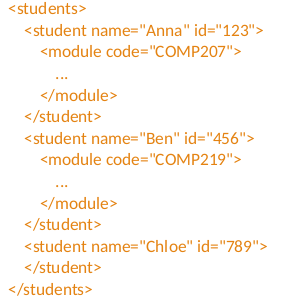 <students>
    <student name="Anna" id="123">
        <module code="COMP207">
            ...
        </module>
    </student>
    <student name="Ben" id="456">
        <module code="COMP219">
            ...
        </module>
    </student>
    <student name="Chloe" id="789">
    </student>
</students>